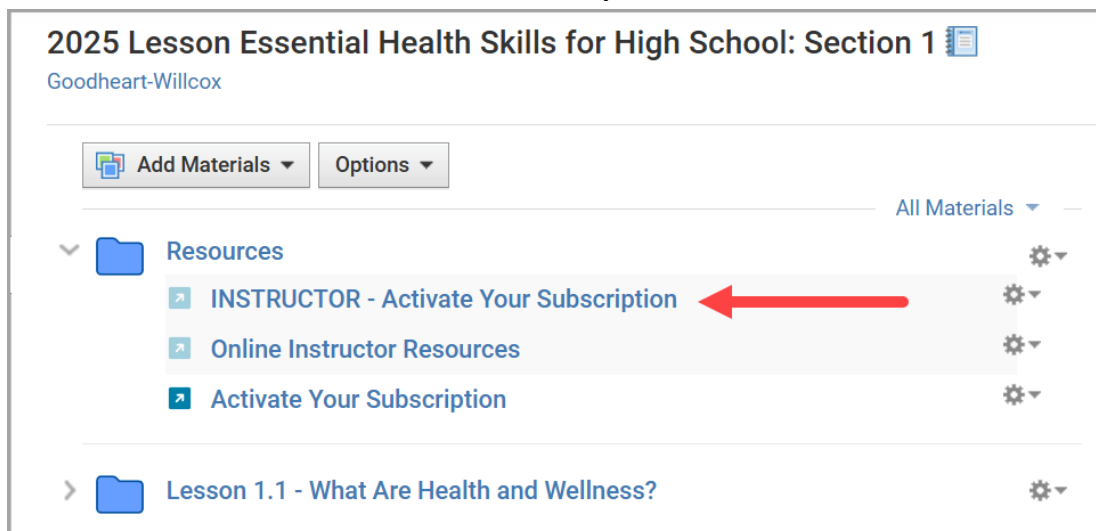 2025 Lesson Essential Health Skills for High School: Section 1
Goodheart-Willcox
Add Materials Options
All Materials
Resources
INSTRUCTOR - Activate Your Subscription
Online Instructor Resources
Activate Your Subscription
Lesson 1.1 - What Are Health and Wellness?